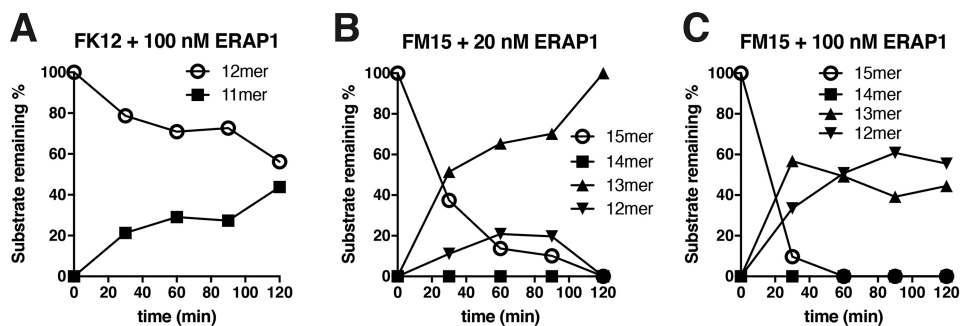 A
FK12 + 100 nM ERAP1
Substrate remaining %
100
80
60
40
20
0
12mer
11mer
0 20 40 60 80 100 120
time (min)
B
FM15 + 20 nM ERAP1
Substrate remaining %
100
80
60
40
20
0
15mer
14mer
13mer
12mer
0 20 40 60 80 100 120
time (min)
C
FM15 + 100 nM ERAP1
Substrate remaining %
100
80
60
40
20
0
15mer
14mer
13mer
12mer
0 20 40 60 80 100 120
time (min)